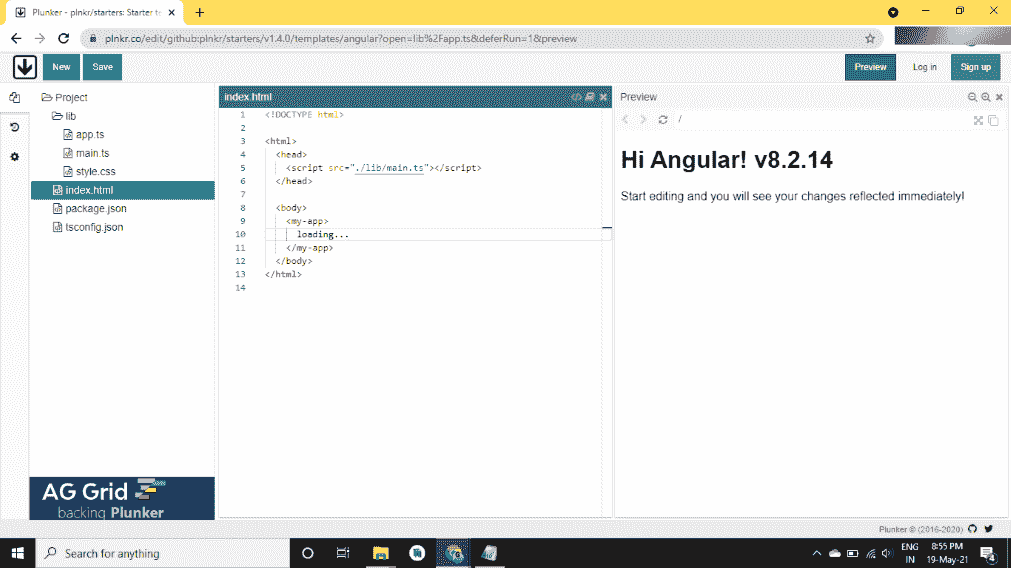 Plunker - plnkr/starters: Starter te
plnkr.co/edit/github:plnkr/starters/v1.4.0/templates/angular?open=lib%2Fapp.ts&deferRun=1&preview
New
Save
Preview
Log in
Sign up
Project
lib
app.ts
main.ts
style.css
index.html
package.json
tsconfig.json
AG Grid
backing Plunker
index.html
1 <!DOCTYPE html>
2
3 <html>
4 <head>
5 <script src="./lib/main.ts"></script>
6 </head>
7
8 <body>
9 <my-app>
10 loading...
11 </my-app>
12 </body>
13 </html>
14
Preview
/
Hi Angular! v8.2.14
Start editing and you will see your changes reflected immediately!
Plunker © (2016-2020)
Search for anything
ENG
IN
8:55 PM
19-May-21
4